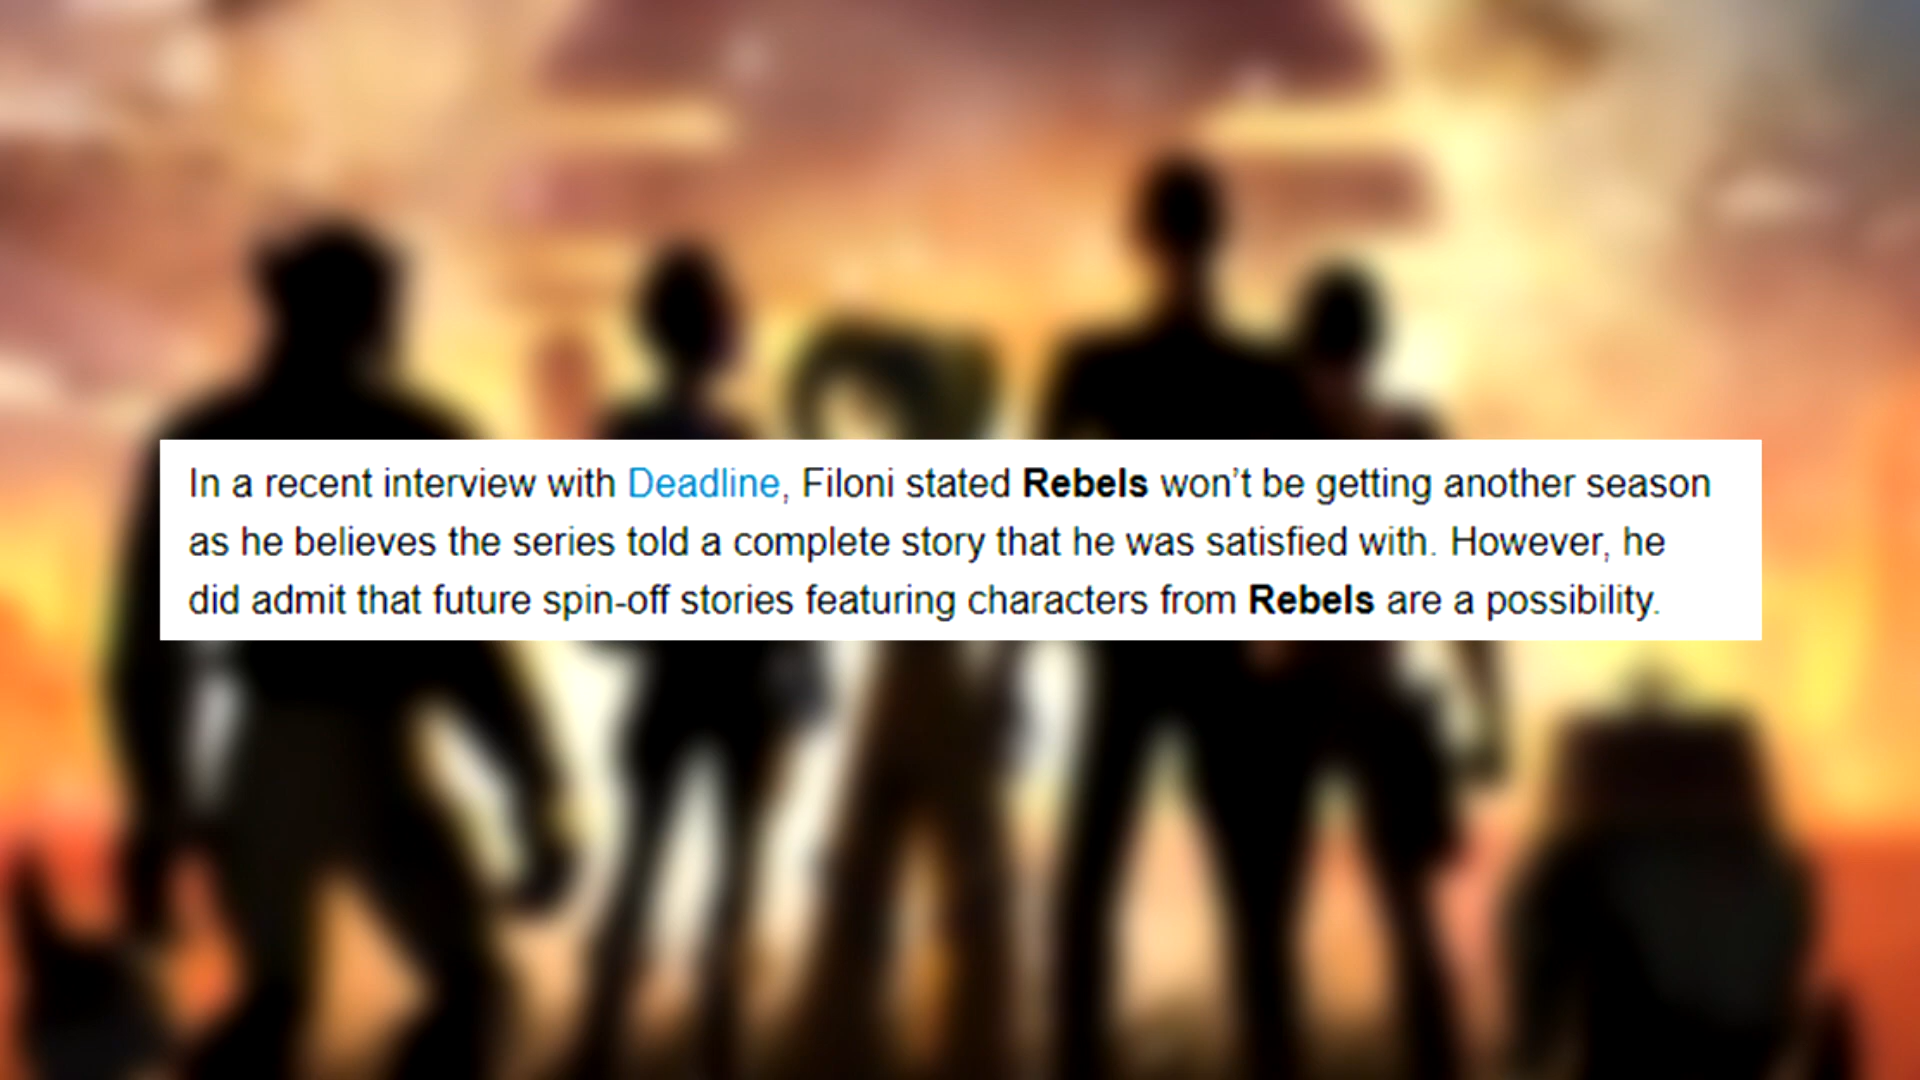 In a recent interview with Deadline, Filoni stated Rebels won’t be getting another season
as he believes the series told a complete story that he was satisfied with. However, he
did admit that future spin-off stories featuring characters from Rebels are a possibility.